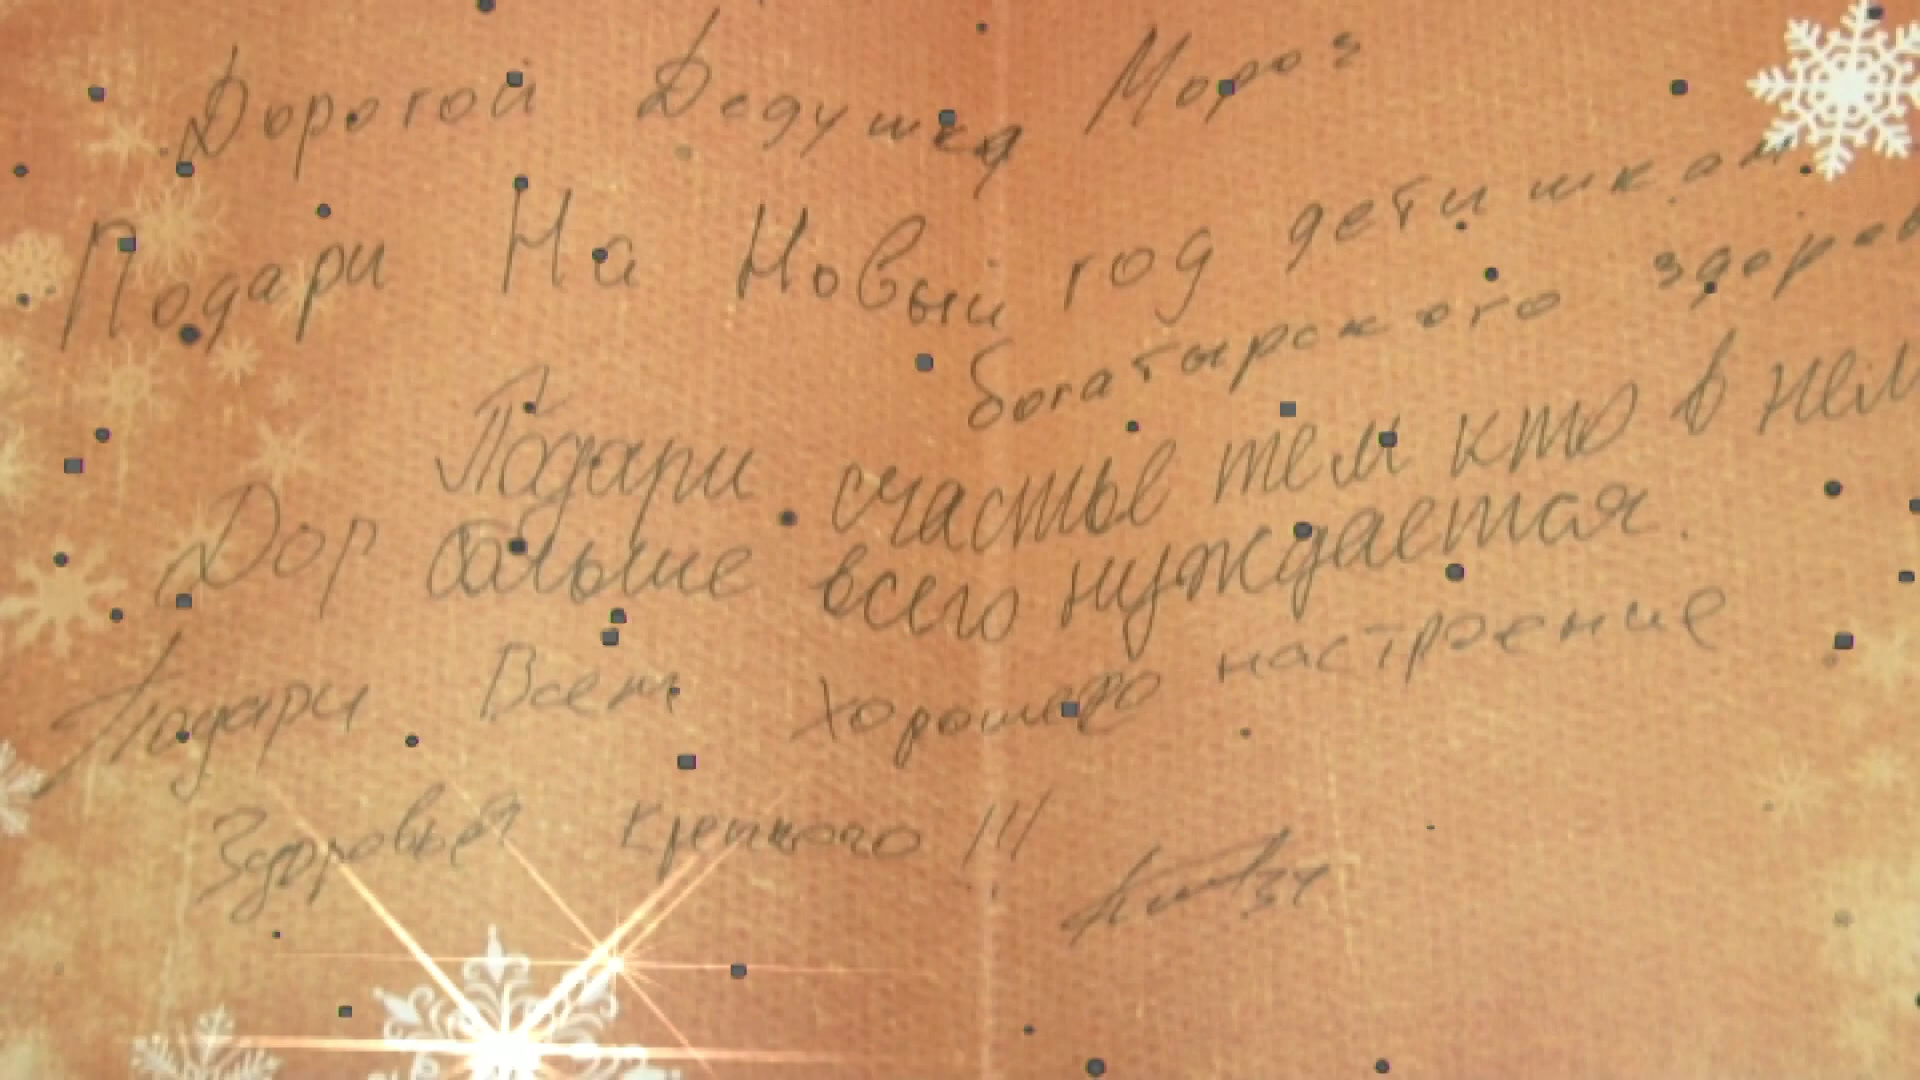 Дорогой Дедушка Мороз
Подари На Новый год детишкам
богатырского здоров
Подари счастье тем кто в нем
Дор больше всего нуждается.
Подари Всем хорошего настроение
Здоровья крепкого !!!